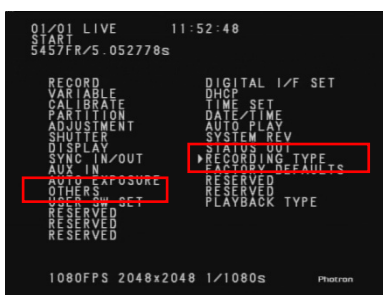 01/01 LIVE 11:52:48
START
5457FR/5.052778s
RECORD
VARIABLE
CALIBRATE
PARTITION
ADJUSTMENT
SHUTTER
DISPLAY
SYNC IN/OUT
AUX IN
AUTO EXPOSURE
OTHERS
USER SW SET
RESERVED
RESERVED
RESERVED
DIGITAL I/F SET
DHCP
TIME SET
DATE/TIME
AUTO PLAY
SYSTEM REV
STATUS OUT
▶RECORDING TYPE
FACTORY DEFAULTS
RESERVED
RESERVED
PLAYBACK TYPE
1080FPS 2048x2048 1/1080s Photron